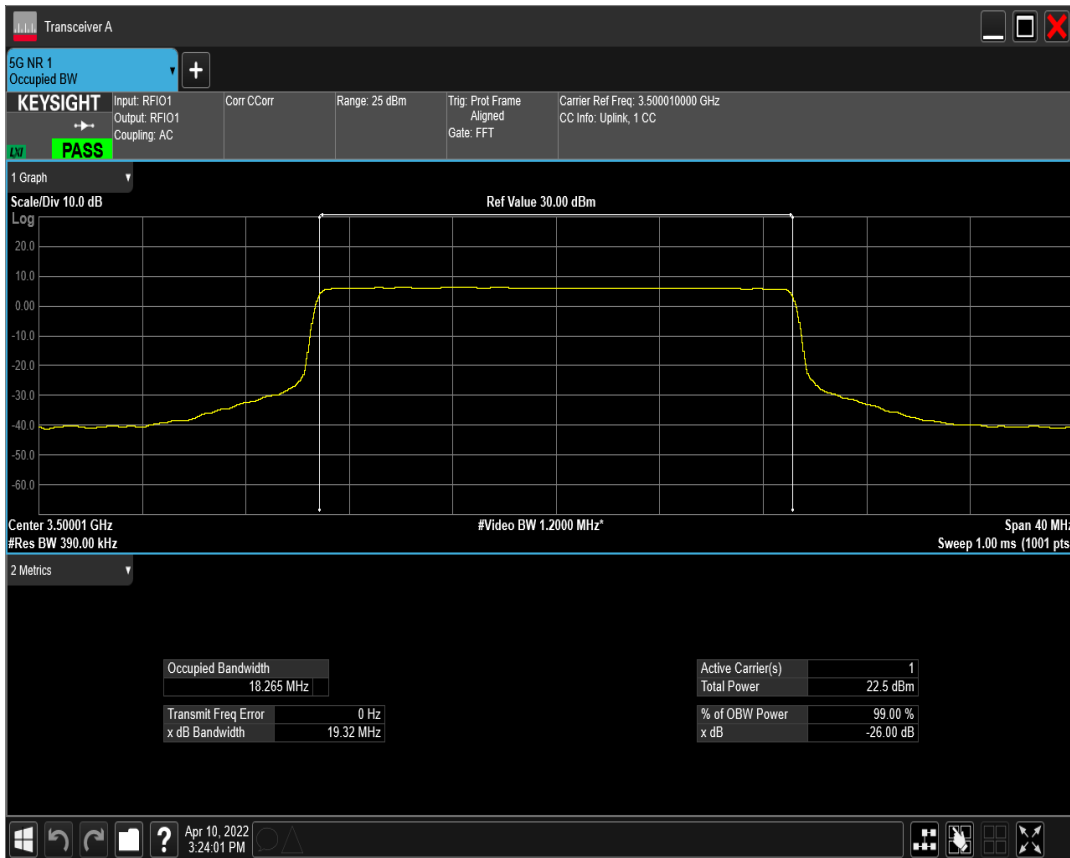 Transceiver A
5G NR 1
Occupied BW
KEYSIGHT
Input: RFIO1
Output: RFIO1
Coupling: AC
Corr CCorr
Range: 25 dBm
Trig: Prot Frame
Aligned
Gate: FFT
Carrier Ref Freq: 3.500010000 GHz
CC Info: Uplink, 1 CC
LXI
PASS
1 Graph
Scale/Div 10.0 dB
Ref Value 30.00 dBm
Log
20.0
10.0
0.00
-10.0
-20.0
-30.0
-40.0
-50.0
-60.0
Center 3.50001 GHz
#Video BW 1.2000 MHz*
Span 40 MHz
#Res BW 390.00 kHz
Sweep 1.00 ms (1001 pts
2 Metrics
Occupied Bandwidth
18.265 MHz
Transmit Freq Error 0 Hz
x dB Bandwidth 19.32 MHz
Active Carrier(s) 1
Total Power 22.5 dBm
% of OBW Power 99.00 %
x dB -26.00 dB
?
Apr 10, 2022
3:24:01 PM